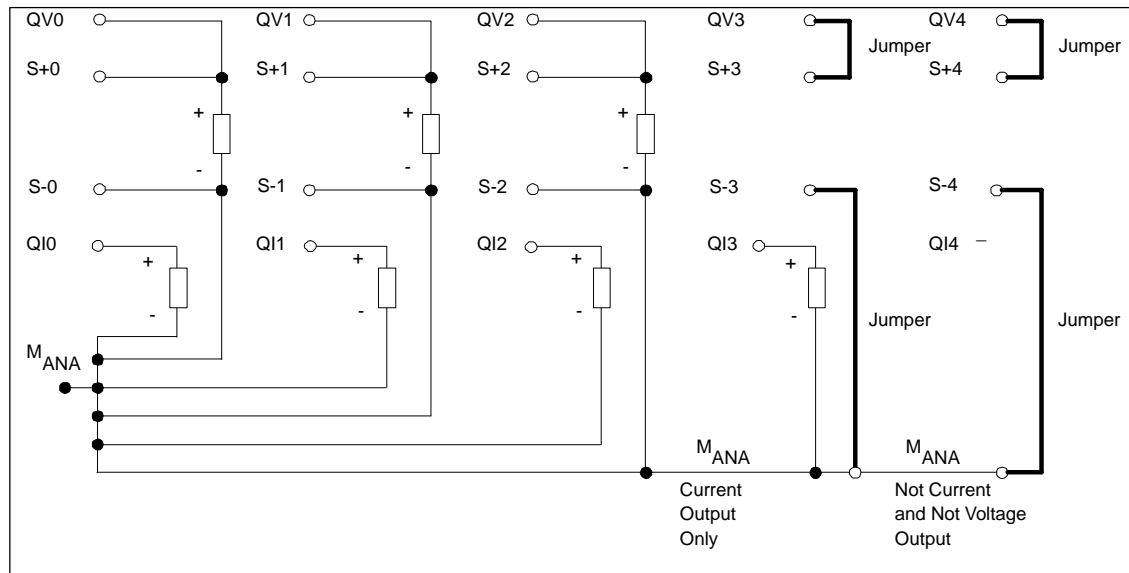 QV0 QV1 QV2 QV3 QV4
Jumper Jumper
S+0 S+1 S+2 S+3 S+4
+ + +
- - -
S-0 S-1 S-2 S-3 S-4
QI0 QI1 QI2 QI3 QI4 –
+ + + +
- - - -
Jumper Jumper
MANA
MANA MANA
Current
Output
Only
Not Current
and Not Voltage
Output